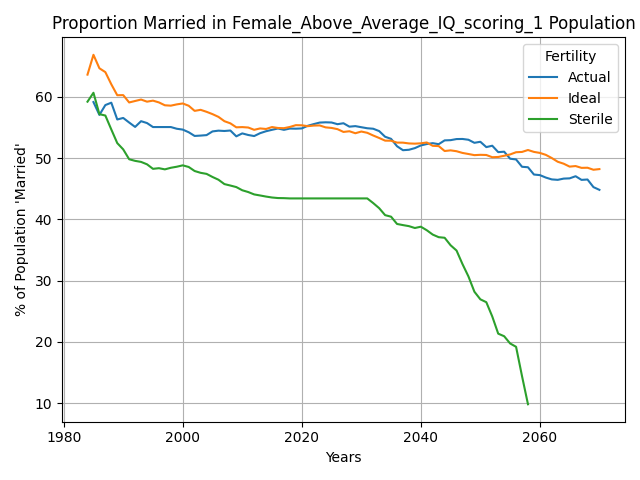 Proportion Married in Female_Above_Average_IQ_scoring_1 Population
Fertility
Actual
Ideal
Sterile
% of Population 'Married'
60
50
40
30
20
10
1980 2000 2020 2040 2060
Years